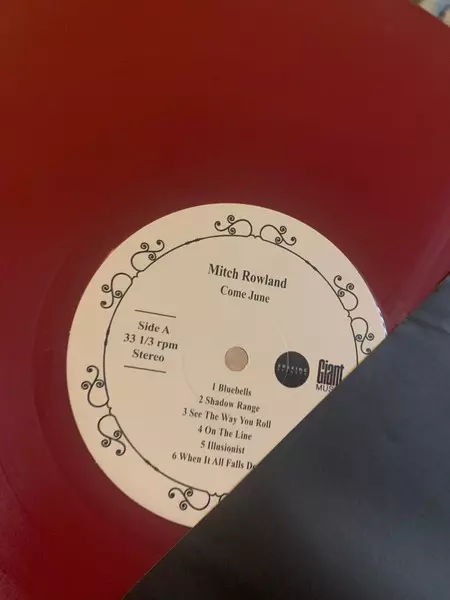 Mitch Rowland
Come June
Side A
33 1/3 rpm
Stereo
Giant
1 Bluebells
2 Shadow Range
3 See The Way You Roll
4 On The Line
5 Illusionist
6 When It All Falls